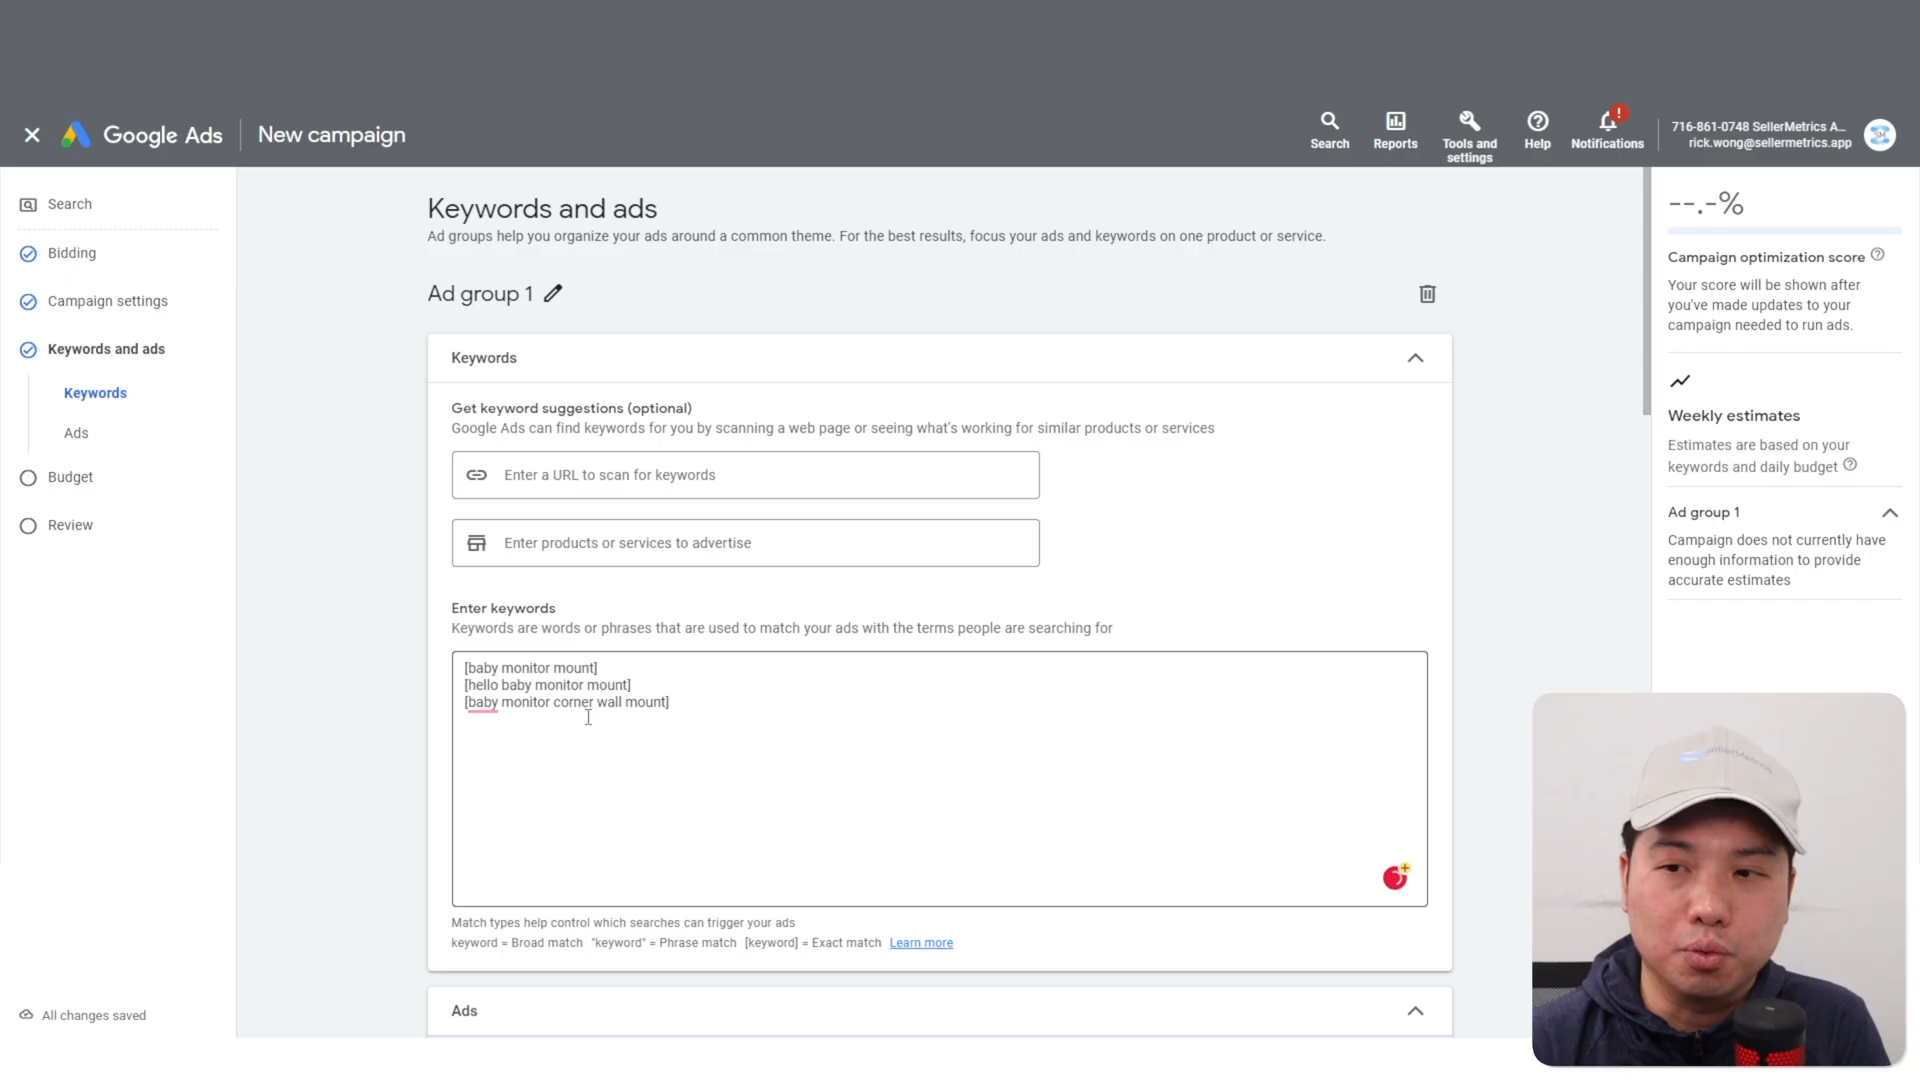 Google Ads
New campaign
Search
Reports
Tools and
settings
Help
!
Notifications
716-861-0748 SellerMetrics A...
rick.wong@sellermetrics.app
SM
Search
Bidding
Campaign settings
Keywords and ads
Keywords
Ads
Budget
Review
All changes saved
Keywords and ads
Ad groups help you organize your ads around a common theme. For the best results, focus your ads and keywords on one product or service.
Ad group 1
Keywords
Get keyword suggestions (optional)
Google Ads can find keywords for you by scanning a web page or seeing what's working for similar products or services
Enter a URL to scan for keywords
Enter products or services to advertise
Enter keywords
Keywords are words or phrases that are used to match your ads with the terms people are searching for
[baby monitor mount]
[hello baby monitor mount]
[baby monitor corner wall mount]
Match types help control which searches can trigger your ads
keyword = Broad match "keyword" = Phrase match [keyword] = Exact match Learn more
Ads
--.-%
Campaign optimization score
Your score will be shown after
you've made updates to your
campaign needed to run ads.
Weekly estimates
Estimates are based on your
keywords and daily budget
Ad group 1
Campaign does not currently have
enough information to provide
accurate estimates
SellerMetrics